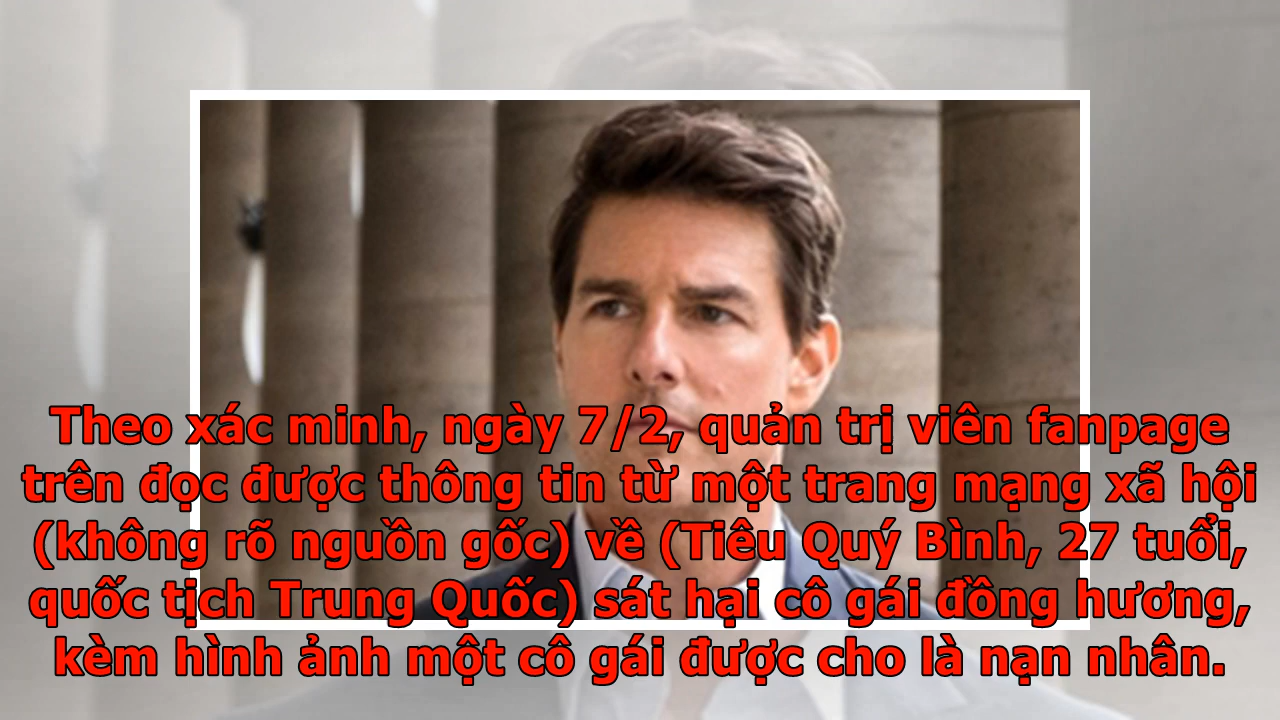 Theo xác minh, ngày 7/2, quản trị viên fanpage
trên đọc được thông tin từ một trang mạng xã hội
(không rõ nguồn gốc) về (Tiêu Quý Bình, 27 tuổi,
quốc tịch Trung Quốc) sát hại cô gái đồng hương,
kèm hình ảnh một cô gái được cho là nạn nhân.